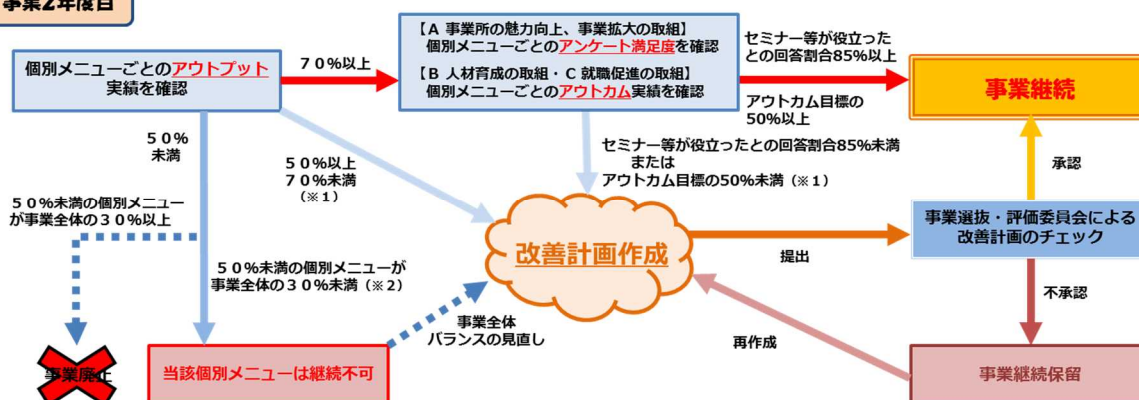 事業2年度目
個別メニューごとのアウトプット
実績を確認
70%以上
【A 事業所の魅力向上、事業拡大の取組】
個別メニューごとのアンケート満足度を確認
【B 人材育成の取組・C 就職促進の取組】
個別メニューごとのアウトカム実績を確認
セミナー等が役立った
との回答割合85%以上
アウトカム目標の
50%以上
事業継続
50%
未満
50%以上
70%未満
(※1)
セミナー等が役立ったとの回答割合85%未満
または
アウトカム目標の50%未満(※1)
承認
50%未満の個別メニュー
が事業全体の30%以上
改善計画作成
提出
事業選抜・評価委員会による
改善計画のチェック
50%未満の個別メニューが
事業全体の30%未満(※2)
事業全体
バランスの見直し
再作成
不承認
事業廃止
当該個別メニューは継続不可
事業継続保留